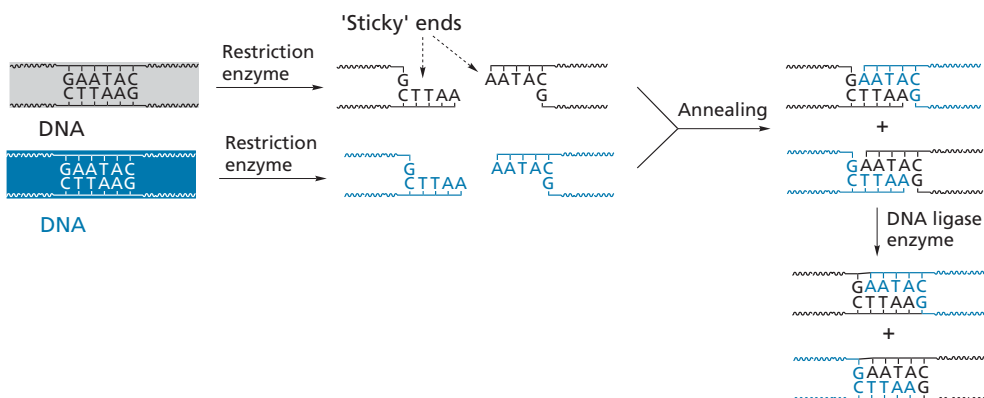 'Sticky' ends
Restriction
enzyme
GAATAC
CTTAAG
DNA
G
CTTAA
AATAC
G
Annealing
GAATAC
CTTAAG
+
GAATAC
CTTAAG
Restriction
enzyme
GAATAC
CTTAAG
DNA
G
CTTAA
AATAC
G
DNA ligase
enzyme
GAATAC
CTTAAG
+
GAATAC
CTTAAG